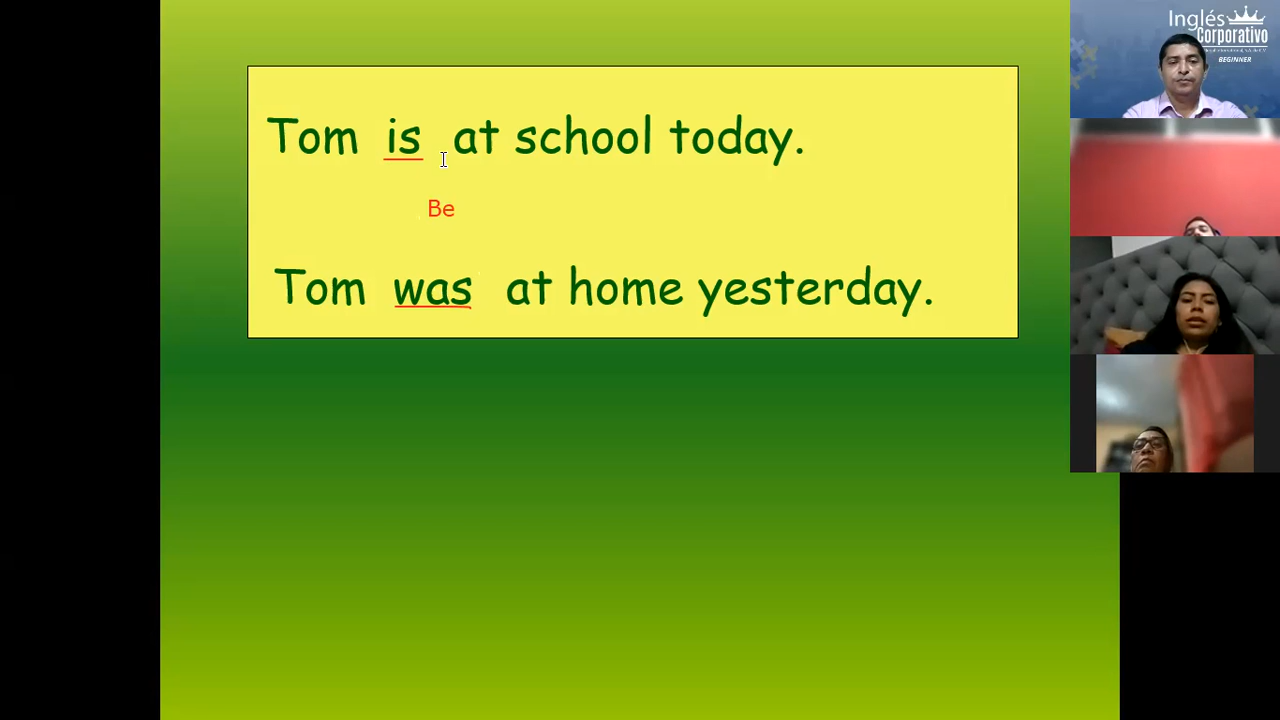 Tom is at school today.
Be
Tom was at home yesterday.
Inglés
Corporativo
BEGINNER